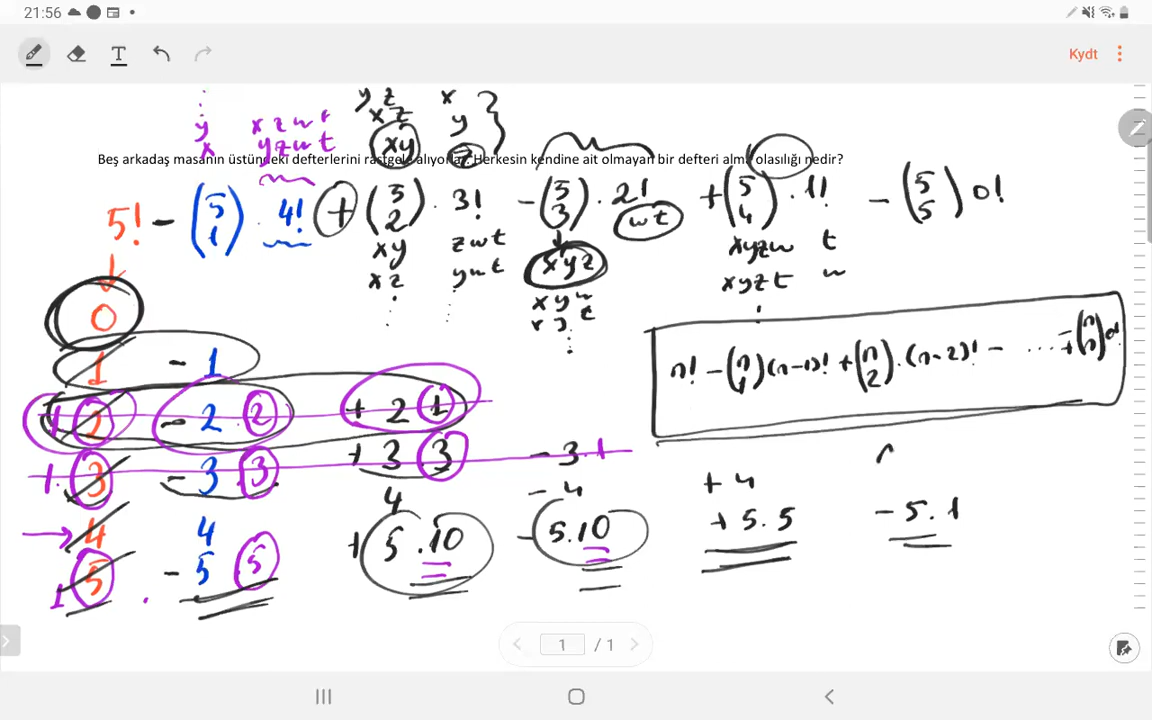 21:56
T
Kydt
y z
x z
x y
x
y
z
y
x
x z w t
y z w t
Beş arkadaş masanın üstündeki defterlerini rastgele alıyorlar. Herkesin kendine ait olmayan bir defteri alma olasılığı nedir?
5! - (5 1) . 4! + (5 2) . 3! - (5 3) . 2! + (5 4) . 1! - (5 5) 0!
xy zwt xyz wt xyzw t
xz ywt xyw xyzt w
0
n! - (n 1)(n-1)! + (n 2).(n-2)! - ....
1 - 1
1 2 - 2 2 + 2 1
1. 3 - 3 3 + 3 3 - 3.1
4 4 4 - 4 + 4
1 5 - 5 5 + 5.10 - 5.10 + 5.5 - 5.1
1 / 1